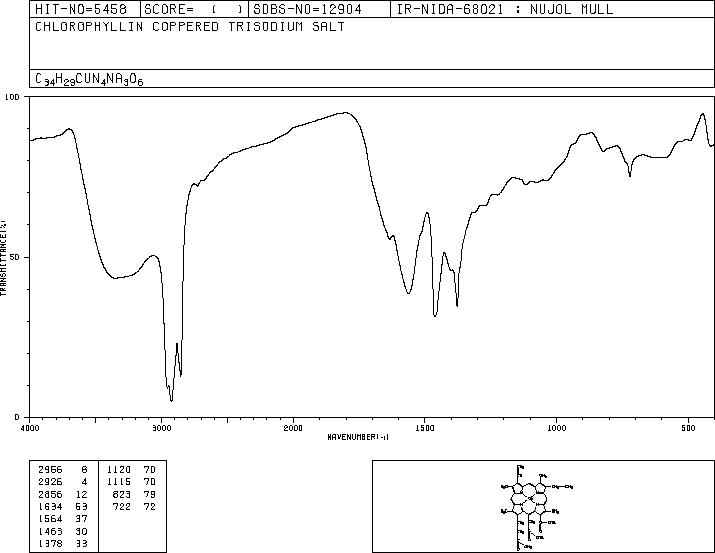 HIT-NO=5458 SCORE= ( ) SDBS-NO=12904 IR-NIDA-68021 : NUJOL MULL
CHLOROPHYLLIN COPPERED TRISODIUM SALT
C34H29CUN4NA3O6
100
50
0
TRANSMITTANCE(%)
4000 3000 2000 1500 1000 500
WAVENUMBER(-1)
2956 6 1120 70
2926 4 1115 70
2856 12 823 79
1634 53 722 72
1564 37
1463 30
1378 33